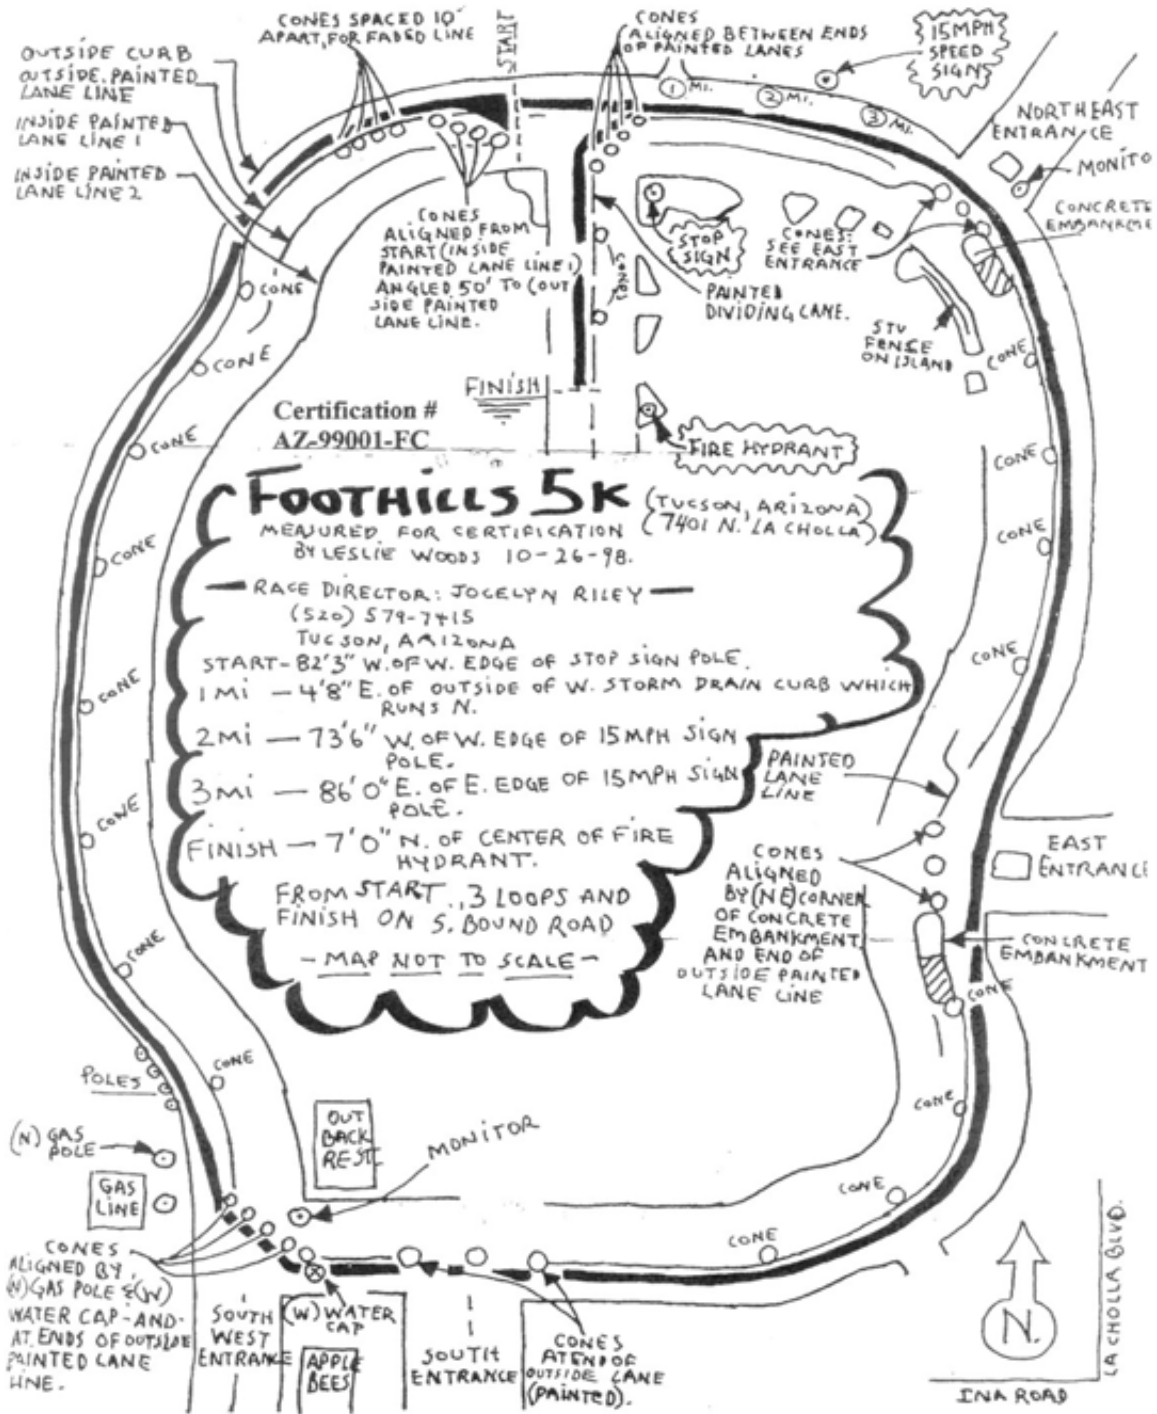 CONES SPACED 10'
APART, FOR FADED LINE
START
CONES
ALIGNED BETWEEN ENDS
OF PAINTED LANES
15MPH
SPEED
SIGN
OUTSIDE CURB
OUTSIDE PAINTED
LANE LINE
INSIDE PAINTED
LANE LINE 1
INSIDE PAINTED
LANE LINE 2
1 MI.
2 MI.
3 MI.
NORTHEAST
ENTRANCE
MONITO
CONCRETE
EMBANKME
CONES
ALIGNED FROM
START (INSIDE
PAINTED LANE LINE 1)
ANGLED 50' TO (OUT
SIDE PAINTED
LANE LINE.
CONES
STOP
SIGN
CONES:
SEE EAST
ENTRANCE
PAINTED
DIVIDING LANE.
FENCE
ON ISLAND
CONE
CONE
CONE
FINISH
Certification #
AZ-99001-FC
FIRE HYDRANT
CONE
CONE
FOOTHILLS 5K
(TUCSON, ARIZONA)
(7401 N. LA CHOLLA)
MEASURED FOR CERTIFICATION
BY LESLIE WOODS 10-26-98.
CONE
CONE
RACE DIRECTOR: JOCELYN RILEY
(520) 579-7415
TUCSON, ARIZONA
START - 82'3" W. OF W. EDGE OF STOP SIGN POLE.
CONE
1 MI — 4'8" E. OF OUTSIDE OF W. STORM DRAIN CURB WHICH
RUNS N.
CONE
2 MI — 73'6" W. OF W. EDGE OF 15 MPH SIGN
POLE.
3 MI — 86'0" E. OF E. EDGE OF 15 MPH SIGN
POLE.
PAINTED
LANE
LINE
CONE
FINISH — 7'0" N. OF CENTER OF FIRE
HYDRANT.
FROM START, 3 LOOPS AND
FINISH ON S. BOUND ROAD
- MAP NOT TO SCALE -
CONES
ALIGNED
BY (NE) CORNER
OF CONCRETE
EMBANKMENT
AND END OF
OUTSIDE PAINTED
LANE LINE
EAST
ENTRANCE
CONCRETE
EMBANKMENT
CONE
CONE
CONE
CONE
POLES
OUT
BACK
REST.
MONITOR
(N) GAS
POLE
GAS
LINE
CONE
CONE
CONES
ALIGNED BY
(N) GAS POLE & (W)
WATER CAP - AND -
AT ENDS OF OUTSIDE
PAINTED LANE
LINE.
SOUTH
WEST
ENTRANCE
(W) WATER
CAP
APPLE
BEES
SOUTH
ENTRANCE
CONES
AT END OF
OUTSIDE LANE
(PAINTED).
N.
LA CHOLLA BLVD.
INA ROAD